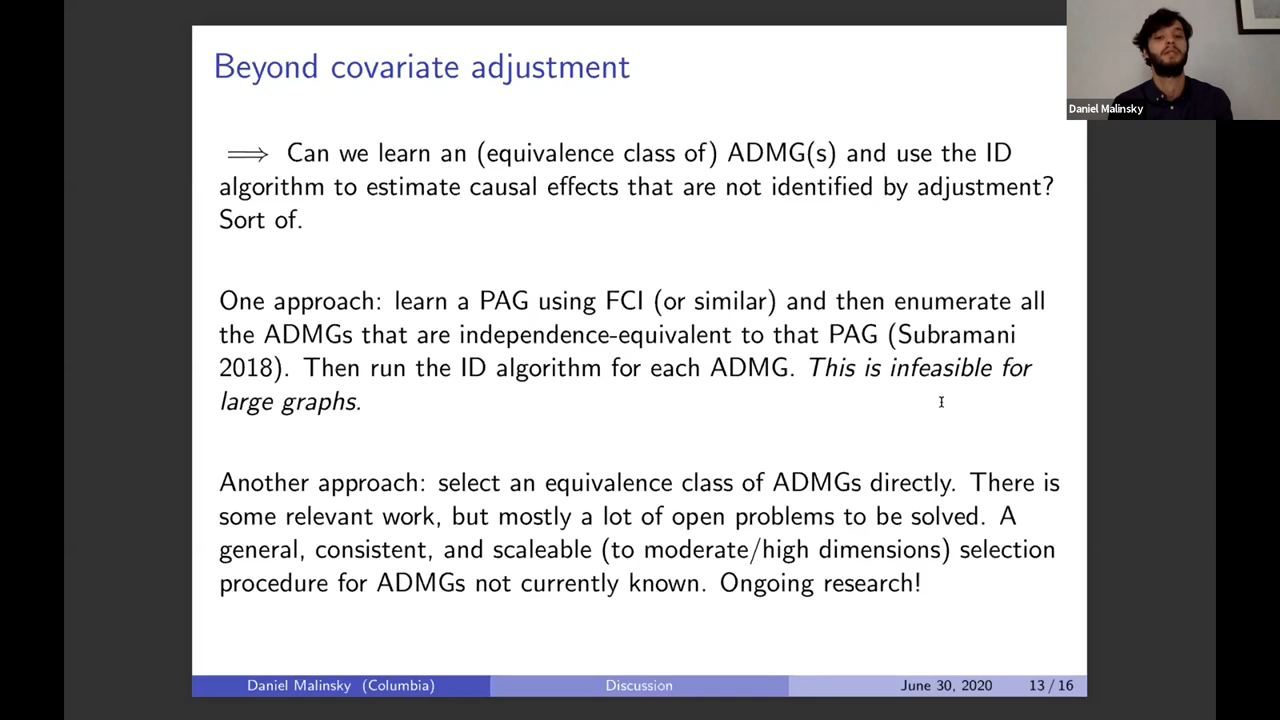 Beyond covariate adjustment
Daniel Malinsky
⟹ Can we learn an (equivalence class of) ADMG(s) and use the ID
algorithm to estimate causal effects that are not identified by adjustment?
Sort of.
One approach: learn a PAG using FCI (or similar) and then enumerate all
the ADMGs that are independence-equivalent to that PAG (Subramani
2018). Then run the ID algorithm for each ADMG. This is infeasible for
large graphs.
Another approach: select an equivalence class of ADMGs directly. There is
some relevant work, but mostly a lot of open problems to be solved. A
general, consistent, and scaleable (to moderate/high dimensions) selection
procedure for ADMGs not currently known. Ongoing research!
Daniel Malinsky (Columbia) Discussion June 30, 2020 13 / 16